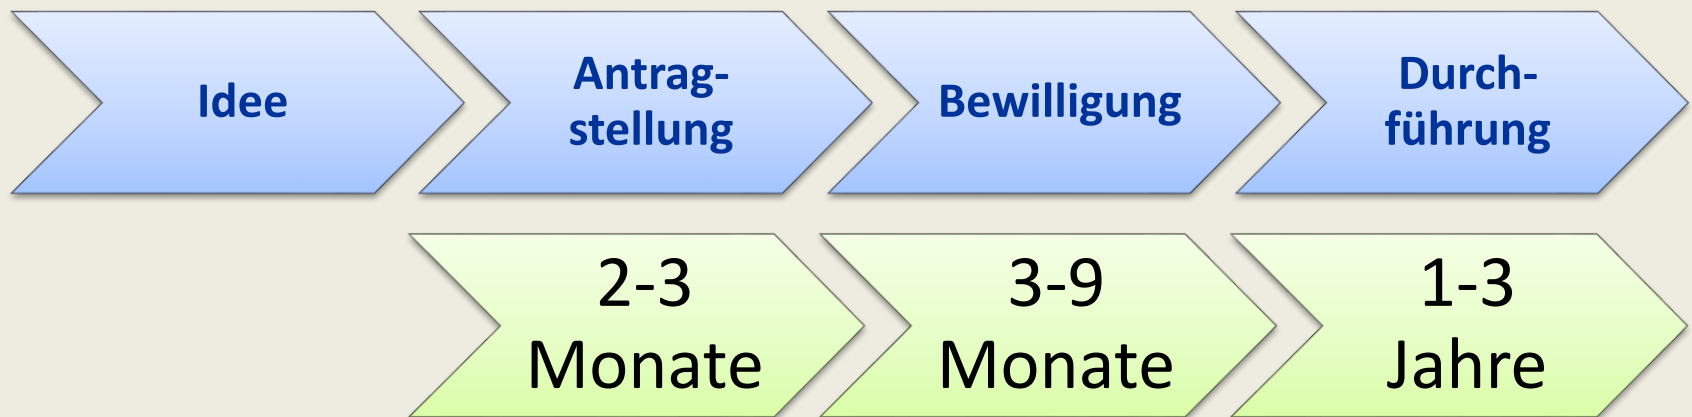 Idee
Antrag-
stellung
Bewilligung
Durch-
führung
2-3
Monate
3-9
Monate
1-3
Jahre